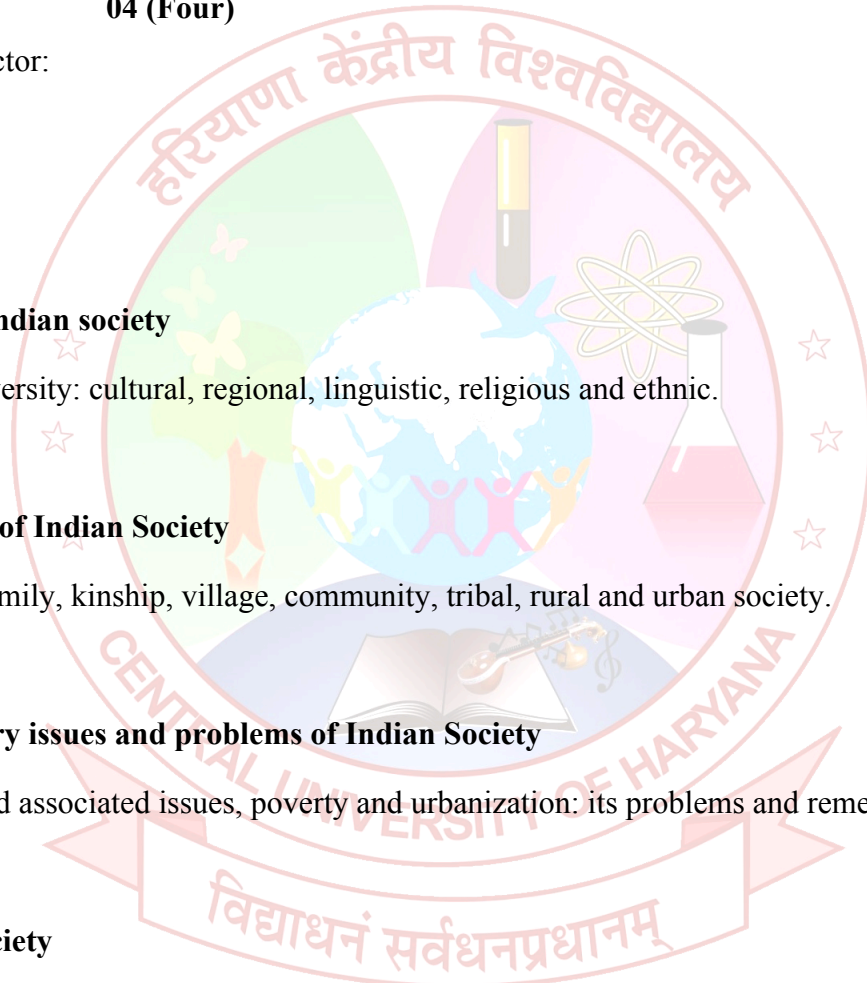 04 (Four)
ctor:
हरियाणा केंद्रीय विश्वविद्यालय
ndian society
ersity: cultural, regional, linguistic, religious and ethnic.
of Indian Society
mily, kinship, village, community, tribal, rural and urban society.
ry issues and problems of Indian Society
d associated issues, poverty and urbanization: its problems and reme
CENTRAL UNIVERSITY OF HARYANA
विद्याधनं सर्वधनप्रधानम्
ciety